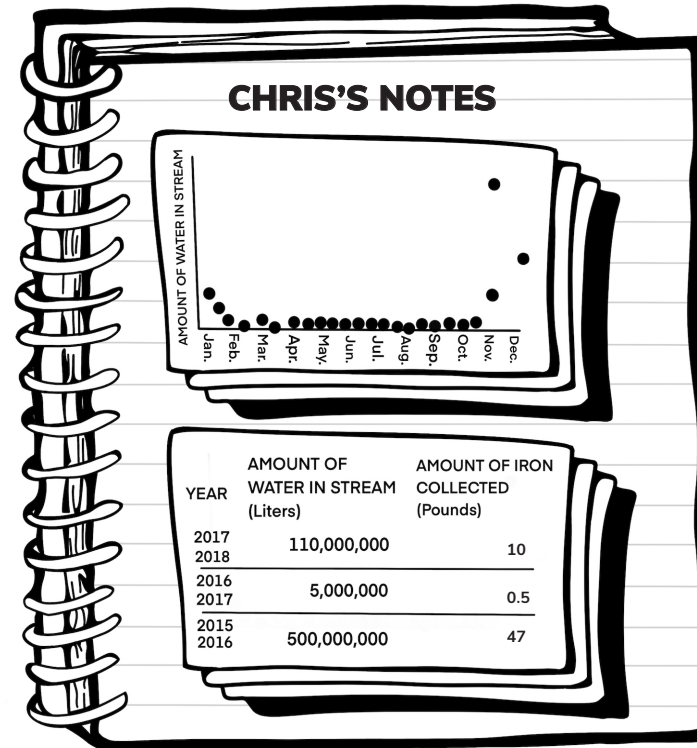 CHRIS'S NOTES
AMOUNT OF WATER IN STREAM
Jan.
Feb.
Mar.
Apr.
May.
Jun.
Jul.
Aug.
Sep.
Oct.
Nov.
Dec.
YEAR
AMOUNT OF
WATER IN STREAM
(Liters)
AMOUNT OF IRON
COLLECTED
(Pounds)
2017
2018
110,000,000
10
2016
2017
5,000,000
0.5
2015
2016
500,000,000
47